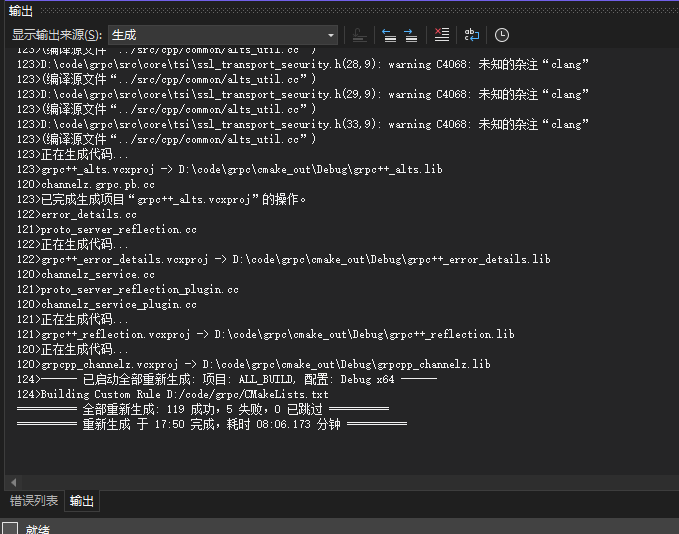 输出
显示输出来源(S): 生成
123>(编译源文件“../src/cpp/common/alts_util.cc”)
123>D:\code\grpc\src\core\tsi\ssl_transport_security.h(28,9): warning C4068: 未知的杂注“clang”
123>(编译源文件“../src/cpp/common/alts_util.cc”)
123>D:\code\grpc\src\core\tsi\ssl_transport_security.h(29,9): warning C4068: 未知的杂注“clang”
123>(编译源文件“../src/cpp/common/alts_util.cc”)
123>D:\code\grpc\src\core\tsi\ssl_transport_security.h(33,9): warning C4068: 未知的杂注“clang”
123>(编译源文件“../src/cpp/common/alts_util.cc”)
123>正在生成代码...
123>grpc++_alts.vcxproj -> D:\code\grpc\cmake_out\Debug\grpc++_alts.lib
120>channelz.grpc.pb.cc
123>已完成生成项目“grpc++_alts.vcxproj”的操作。
122>error_details.cc
121>proto_server_reflection.cc
122>正在生成代码...
122>grpc++_error_details.vcxproj -> D:\code\grpc\cmake_out\Debug\grpc++_error_details.lib
120>channelz_service.cc
121>proto_server_reflection_plugin.cc
120>channelz_service_plugin.cc
121>正在生成代码...
121>grpc++_reflection.vcxproj -> D:\code\grpc\cmake_out\Debug\grpc++_reflection.lib
120>正在生成代码...
120>grpcpp_channelz.vcxproj -> D:\code\grpc\cmake_out\Debug\grpcpp_channelz.lib
124>------ 已启动全部重新生成: 项目: ALL_BUILD, 配置: Debug x64 ------
124>Building Custom Rule D:/code/grpc/CMakeLists.txt
========== 全部重新生成: 119 成功，5 失败，0 已跳过 ==========
========== 重新生成 于 17:50 完成，耗时 08:06.173 分钟 ==========
错误列表 输出
就绪